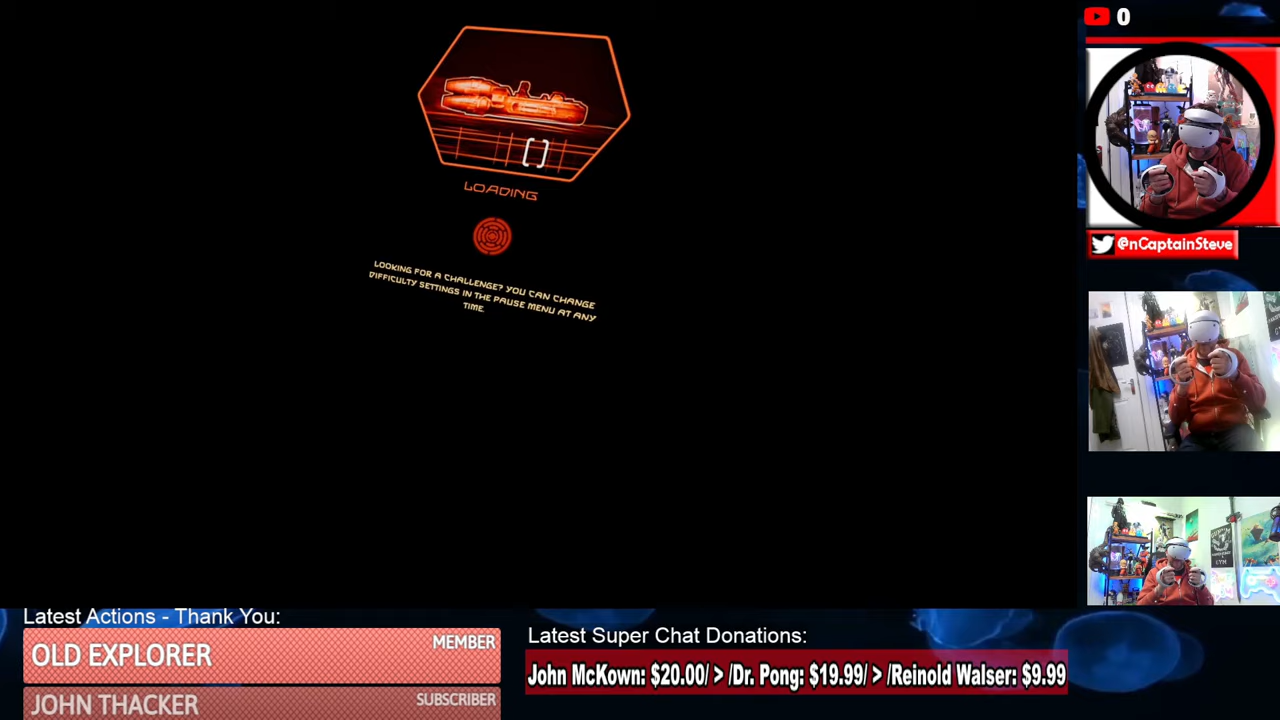 0
@nCaptainSteve
LOADING
LOOKING FOR A CHALLENGE? YOU CAN CHANGE
DIFFICULTY SETTINGS IN THE PAUSE MENU AT ANY
TIME.
Latest Actions - Thank You:
OLD EXPLORER
MEMBER
JOHN THACKER
SUBSCRIBER
Latest Super Chat Donations:
John McKown: $20.00/ > /Dr. Pong: $19.99/ > /Reinold Walser: $9.99